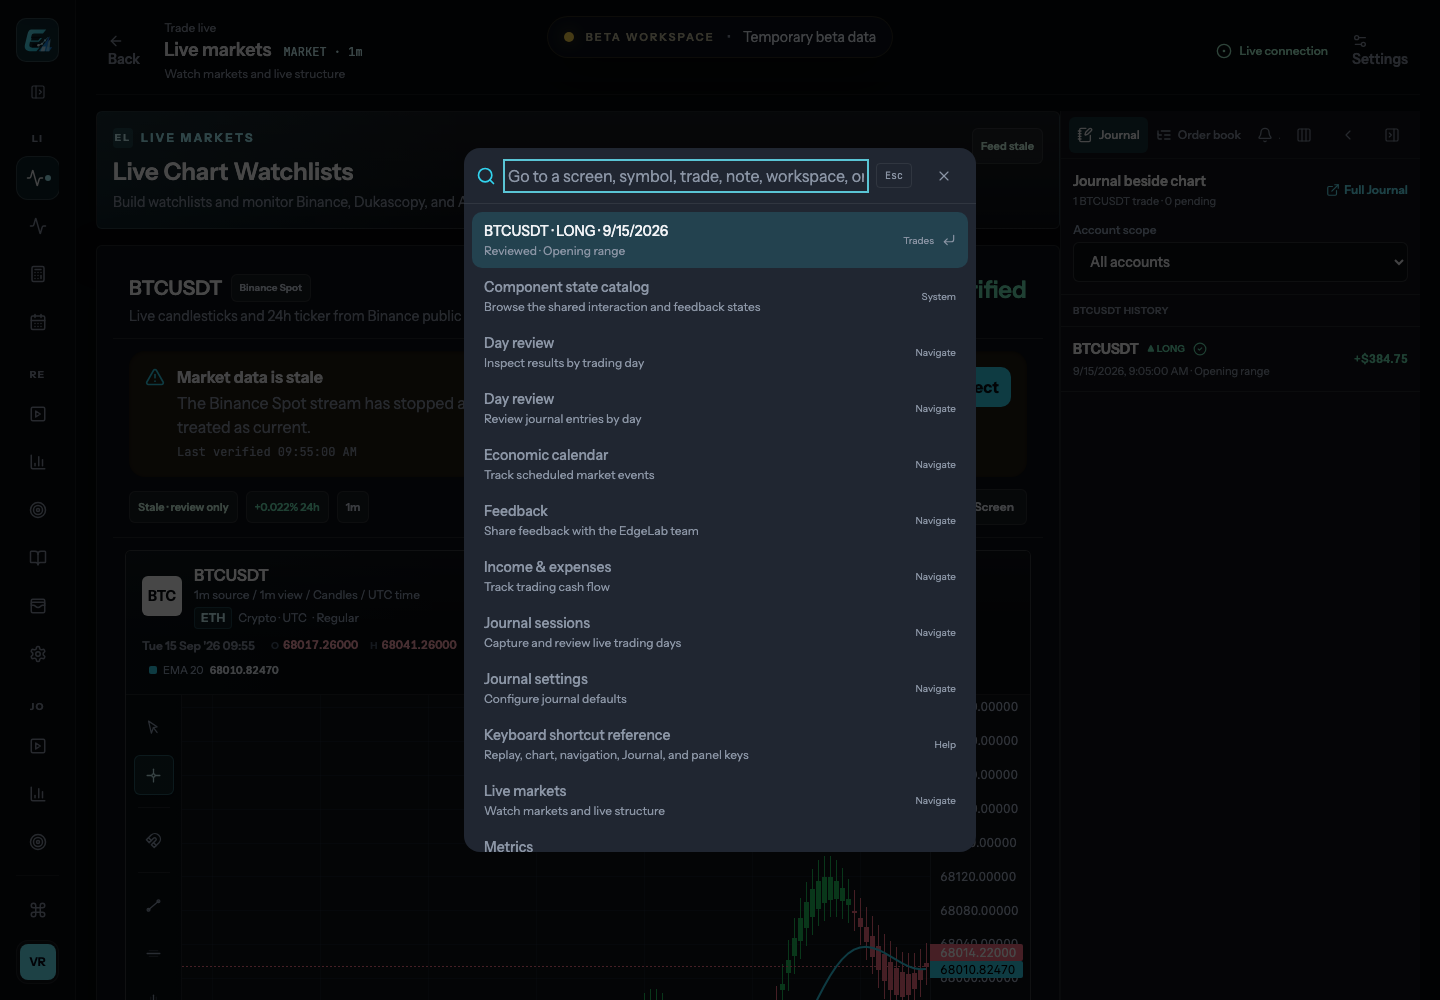 Trade live
Back
Live markets MARKET · 1m
Watch markets and live structure
BETA WORKSPACE · Temporary beta data
Live connection
Settings
LI
RE
JO
VR
EL LIVE MARKETS
Live Chart Watchlists
Build watchlists and monitor Binance, Dukascopy, and
Feed stale
BTCUSDT Binance Spot
Live candlesticks and 24h ticker from Binance public
Market data is stale
The Binance Spot stream has stopped
treated as current.
Last verified 09:55:00 AM
Stale · review only
+0.022% 24h
1m
Screen
BTC
BTCUSDT
1m source / 1m view / Candles / UTC time
ETH Crypto · UTC · Regular
Tue 15 Sep '26 09:55 O 68017.26000 H 68041.26000
EMA 20 68010.82470
68120.00000
68080.00000
68014.22000
68010.82470
Go to a screen, symbol, trade, note, workspace, or
Esc
BTCUSDT · LONG · 9/15/2026
Reviewed · Opening range
Trades
Component state catalog
Browse the shared interaction and feedback states
System
Day review
Inspect results by trading day
Navigate
Day review
Review journal entries by day
Navigate
Economic calendar
Track scheduled market events
Navigate
Feedback
Share feedback with the EdgeLab team
Navigate
Income & expenses
Track trading cash flow
Navigate
Journal sessions
Capture and review live trading days
Navigate
Journal settings
Configure journal defaults
Navigate
Keyboard shortcut reference
Replay, chart, navigation, Journal, and panel keys
Help
Live markets
Watch markets and live structure
Navigate
Metrics
Journal
Order book
Journal beside chart
1 BTCUSDT trade · 0 pending
Full Journal
Account scope
All accounts
BTCUSDT HISTORY
BTCUSDT LONG
9/15/2026, 9:05:00 AM · Opening range
+$384.75